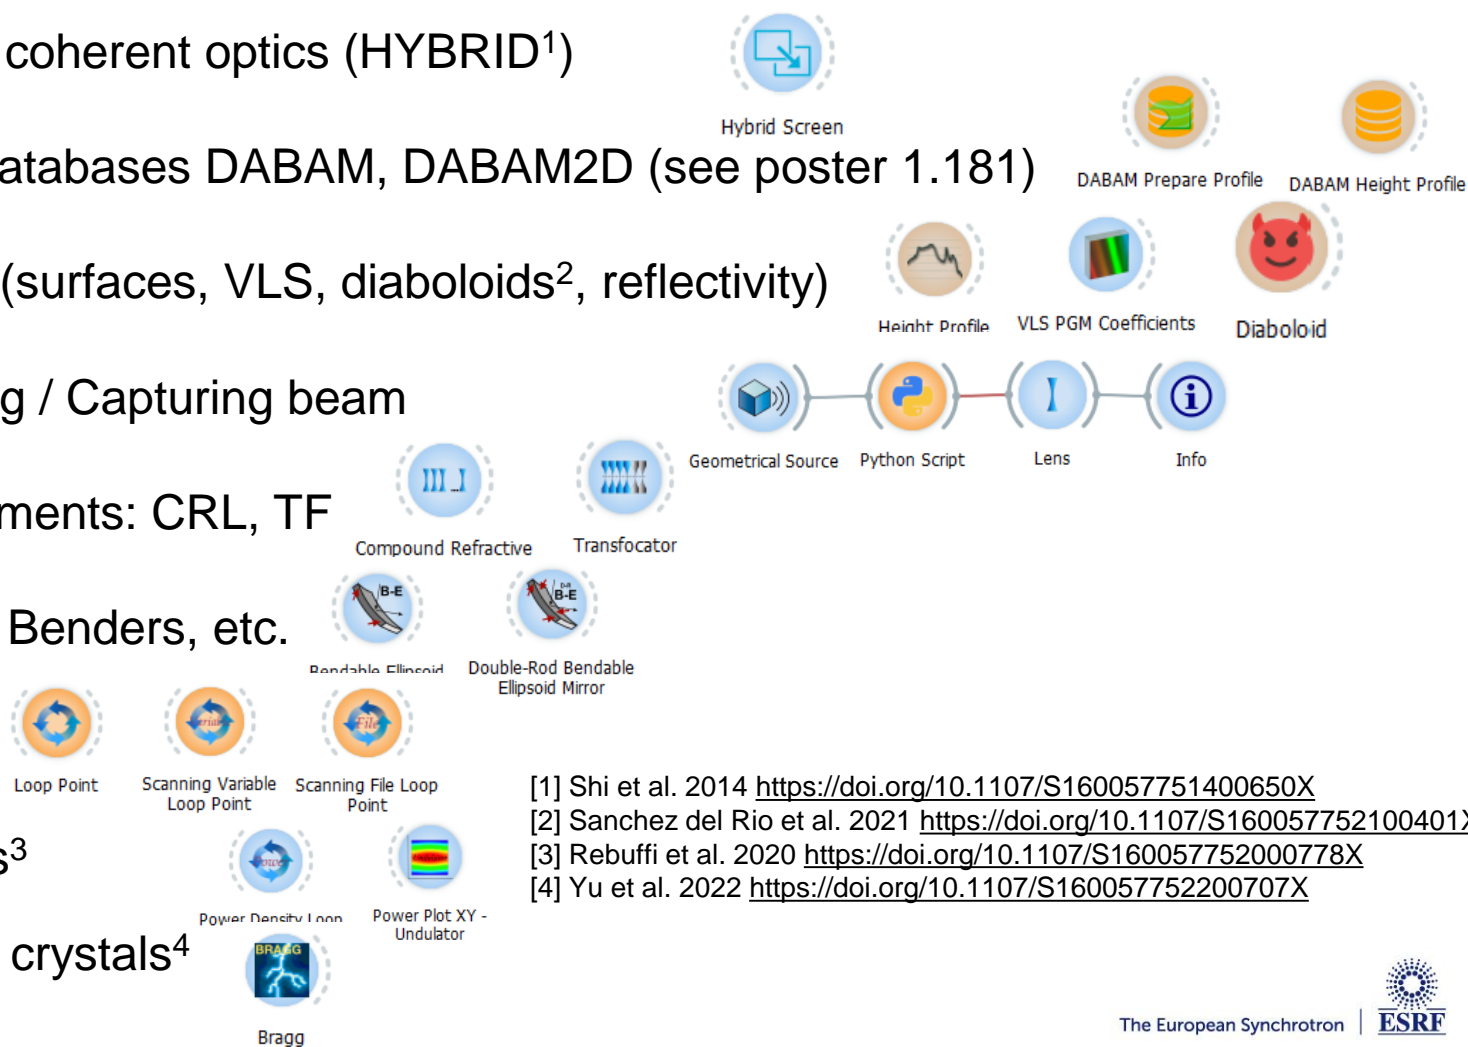 coherent optics (HYBRID¹)
Hybrid Screen
atabases DABAM, DABAM2D (see poster 1.181)
DABAM Prepare Profile
DABAM Height Profile
(surfaces, VLS, diaboloids², reflectivity)
Height Profile
VLS PGM Coefficients
Diaboloid
g / Capturing beam
Geometrical Source
Python Script
Lens
Info
ments: CRL, TF
Compound Refractive
Transfocator
Benders, etc.
B-E
D-R
B-E
Bendable Ellipsoid
Double-Rod Bendable
Ellipsoid Mirror
File
Loop Point
Scanning Variable
Loop Point
Scanning File Loop
Point
[1] Shi et al. 2014 https://doi.org/10.1107/S160057751400650X
[2] Sanchez del Rio et al. 2021 https://doi.org/10.1107/S160057752100401X
[3] Rebuffi et al. 2020 https://doi.org/10.1107/S160057752000778X
[4] Yu et al. 2022 https://doi.org/10.1107/S160057752200707X
s³
Power
Power Density Loop
Power Plot XY -
Undulator
crystals⁴
BRAGG
Bragg
The European Synchrotron
ESRF